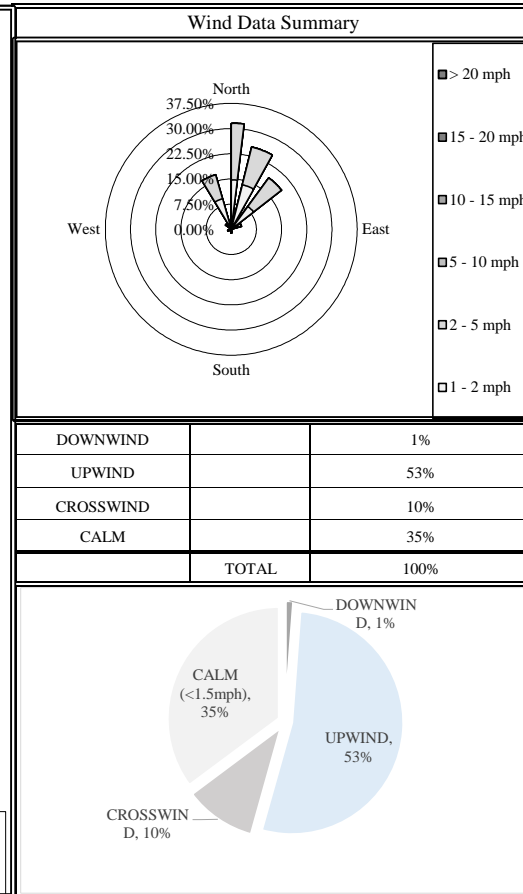 Wind Data Summary
North
37.50%
30.00%
22.50%
15.00%
7.50%
0.00%
West
East
South
> 20 mph
15 - 20 mph
10 - 15 mph
5 - 10 mph
2 - 5 mph
1 - 2 mph
DOWNWIND 1%
UPWIND 53%
CROSSWIND 10%
CALM 35%
TOTAL 100%
DOWNWIN
D, 1%
CALM
(<1.5mph),
35%
UPWIND,
53%
CROSSWIN
D, 10%